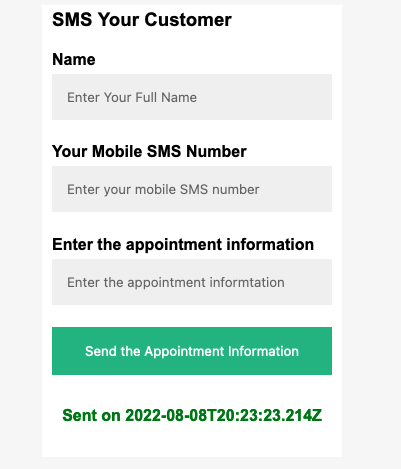 SMS Your Customer
Name
Enter Your Full Name
Your Mobile SMS Number
Enter your mobile SMS number
Enter the appointment information
Enter the appointment informtation
Send the Appointment Information
Sent on 2022-08-08T20:23:23.214Z